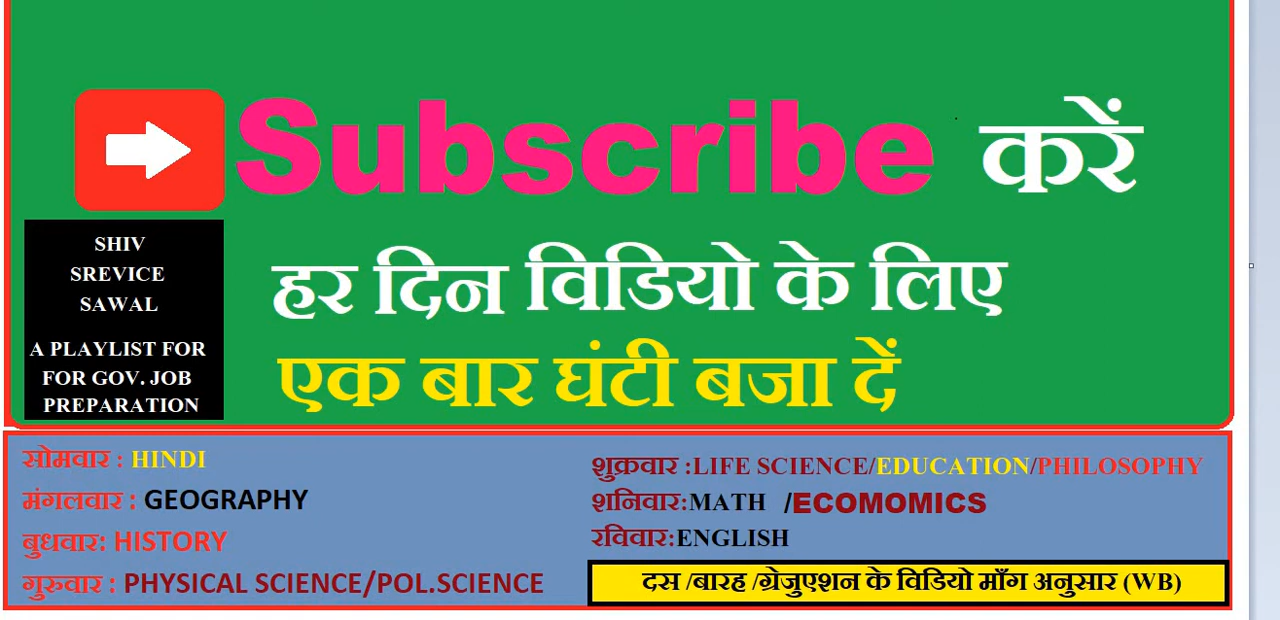 Subscribe करें
SHIV
SREVICE
SAWAL
A PLAYLIST FOR
FOR GOV. JOB
PREPARATION
हर दिन विडियो के लिए
एक बार घंटी बजा दें
सोमवार : HINDI
मंगलवार : GEOGRAPHY
बुधवार: HISTORY
गुरुवार : PHYSICAL SCIENCE/POL.SCIENCE
शुक्रवार :LIFE SCIENCE/EDUCATION/PHILOSOPHY
शनिवार:MATH /ECOMOMICS
रविवार:ENGLISH
दस /बारह /ग्रेजुएशन के विडियो माँग अनुसार (WB)